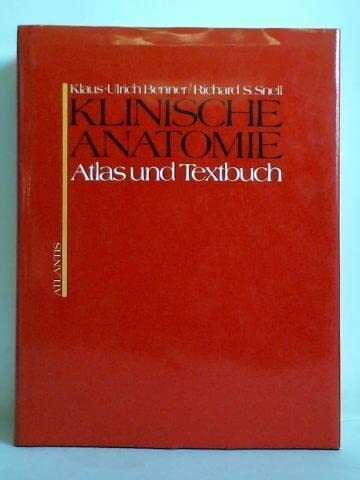 Klaus-Ulrich Benner/Richard S. Snell
KLINISCHE
ANATOMIE
Atlas und Textbuch
ATLANTIS